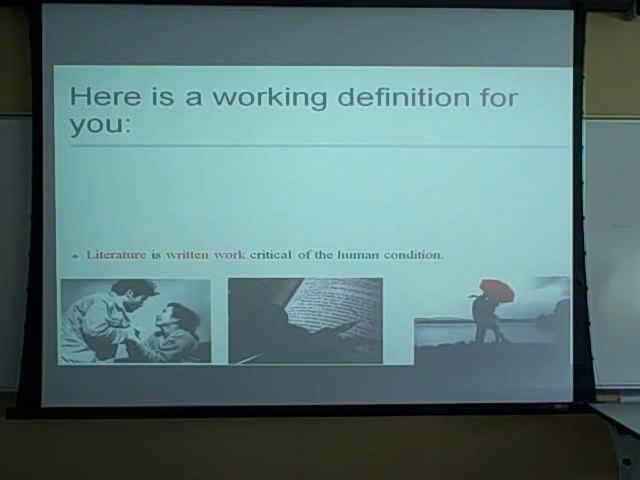 Here is a working definition for
you:
Literature is written work critical of the human condition.